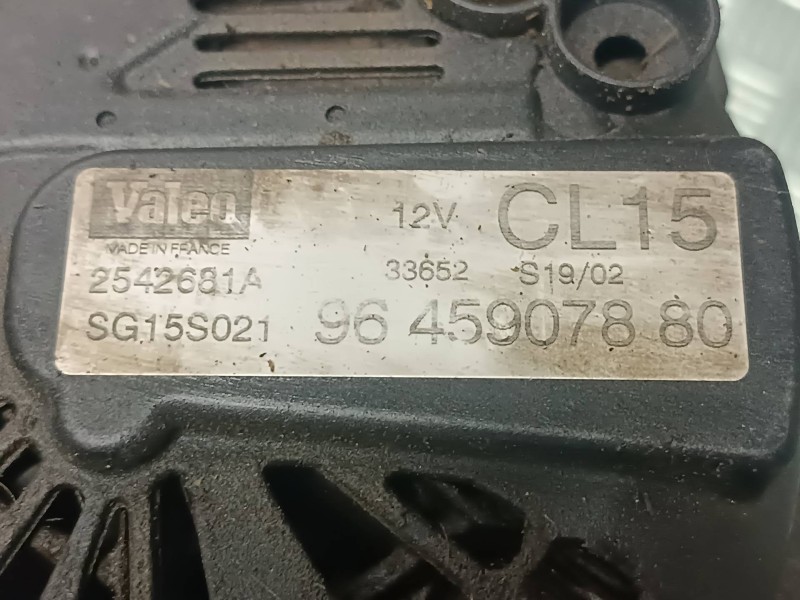 Valeo 12V CL15
MADE IN FRANCE
2542681A 33652 S19/02
SG15S021 96 459078 80